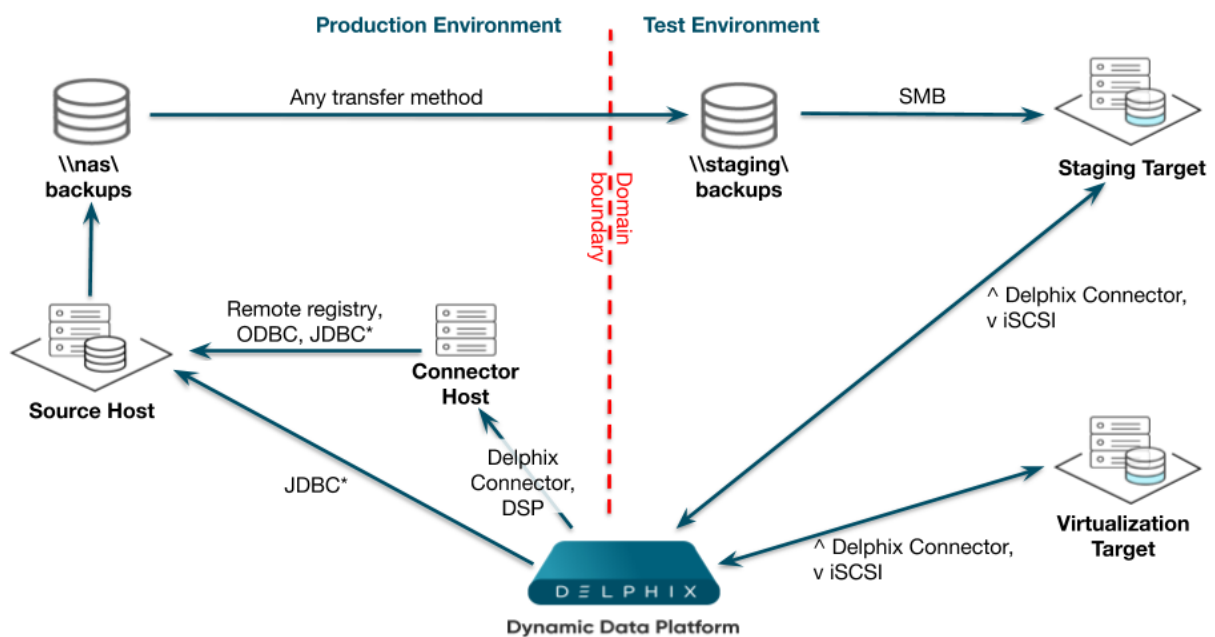 Production Environment
Test Environment
Any transfer method
SMB
\\nas\
backups
\\staging\
backups
Staging Target
Domain
boundary
Remote registry,
ODBC, JDBC*
^ Delphix Connector,
v iSCSI
Connector
Host
Source Host
Delphix
Connector,
DSP
JDBC*
Virtualization
Target
^ Delphix Connector,
v iSCSI
DELPHIX
Dynamic Data Platform